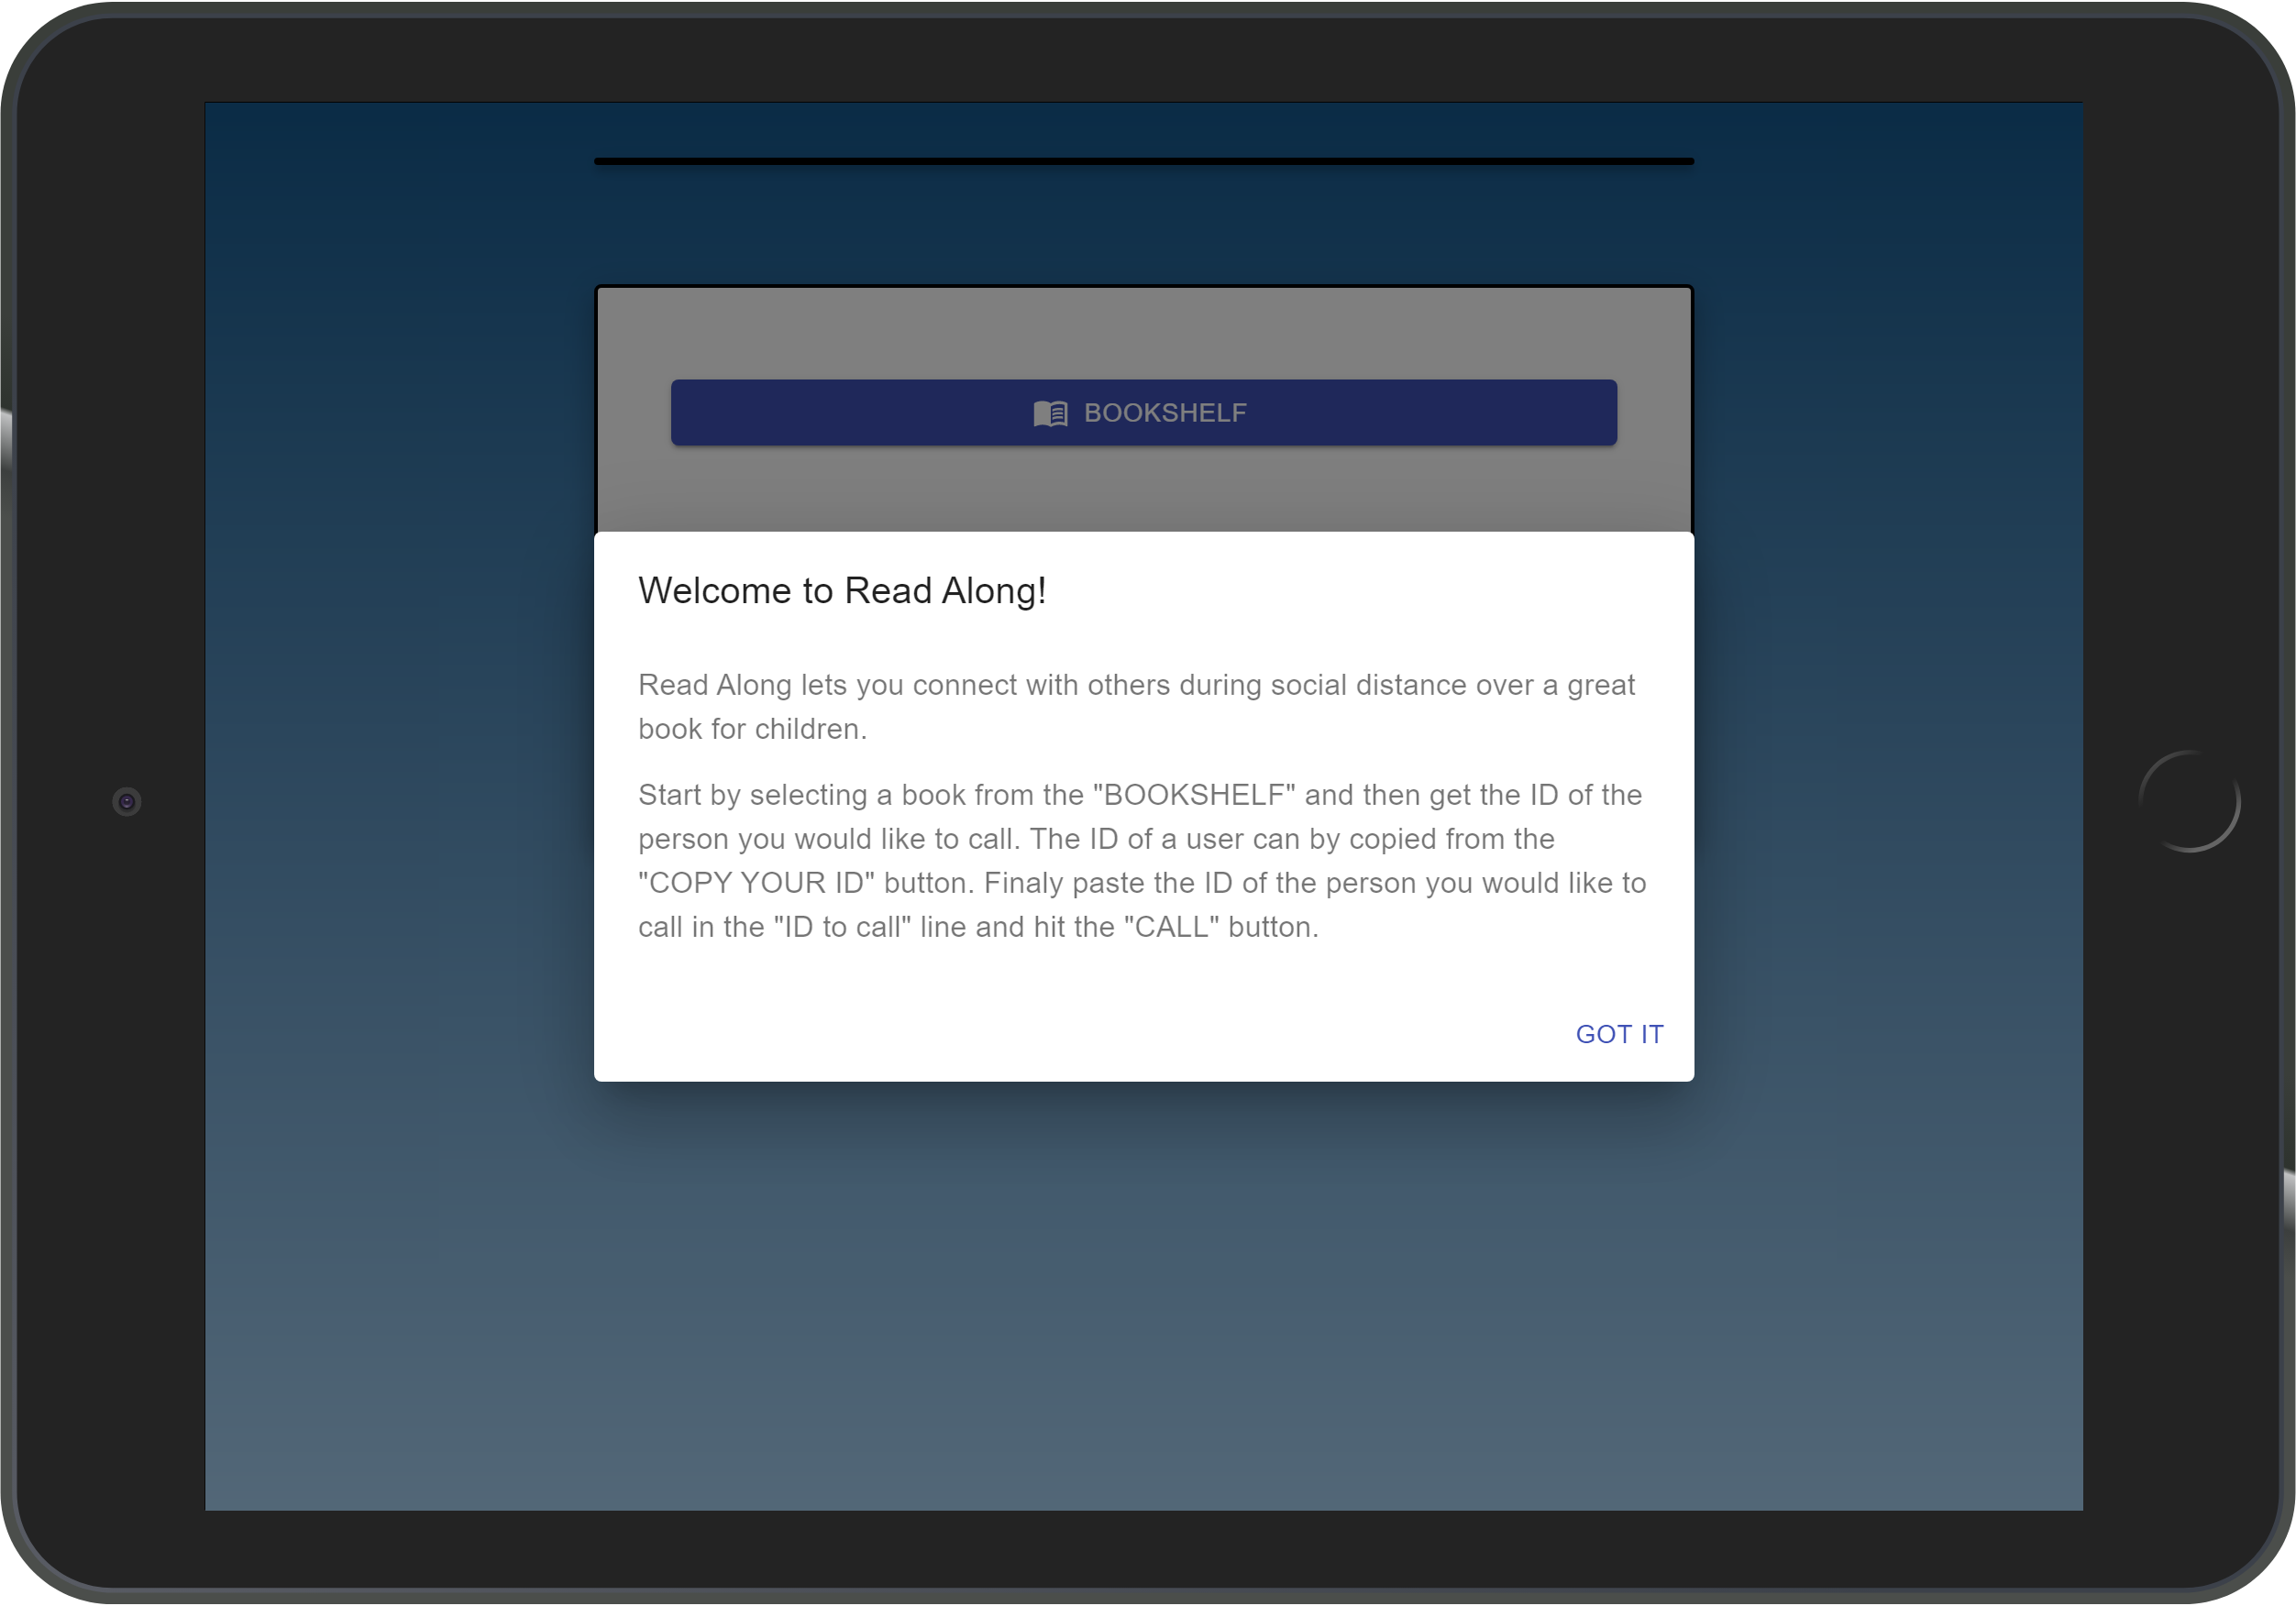 BOOKSHELF
Welcome to Read Along!
Read Along lets you connect with others during social distance over a great
book for children.
Start by selecting a book from the "BOOKSHELF" and then get the ID of the
person you would like to call. The ID of a user can by copied from the
"COPY YOUR ID" button. Finaly paste the ID of the person you would like to
call in the "ID to call" line and hit the "CALL" button.
GOT IT